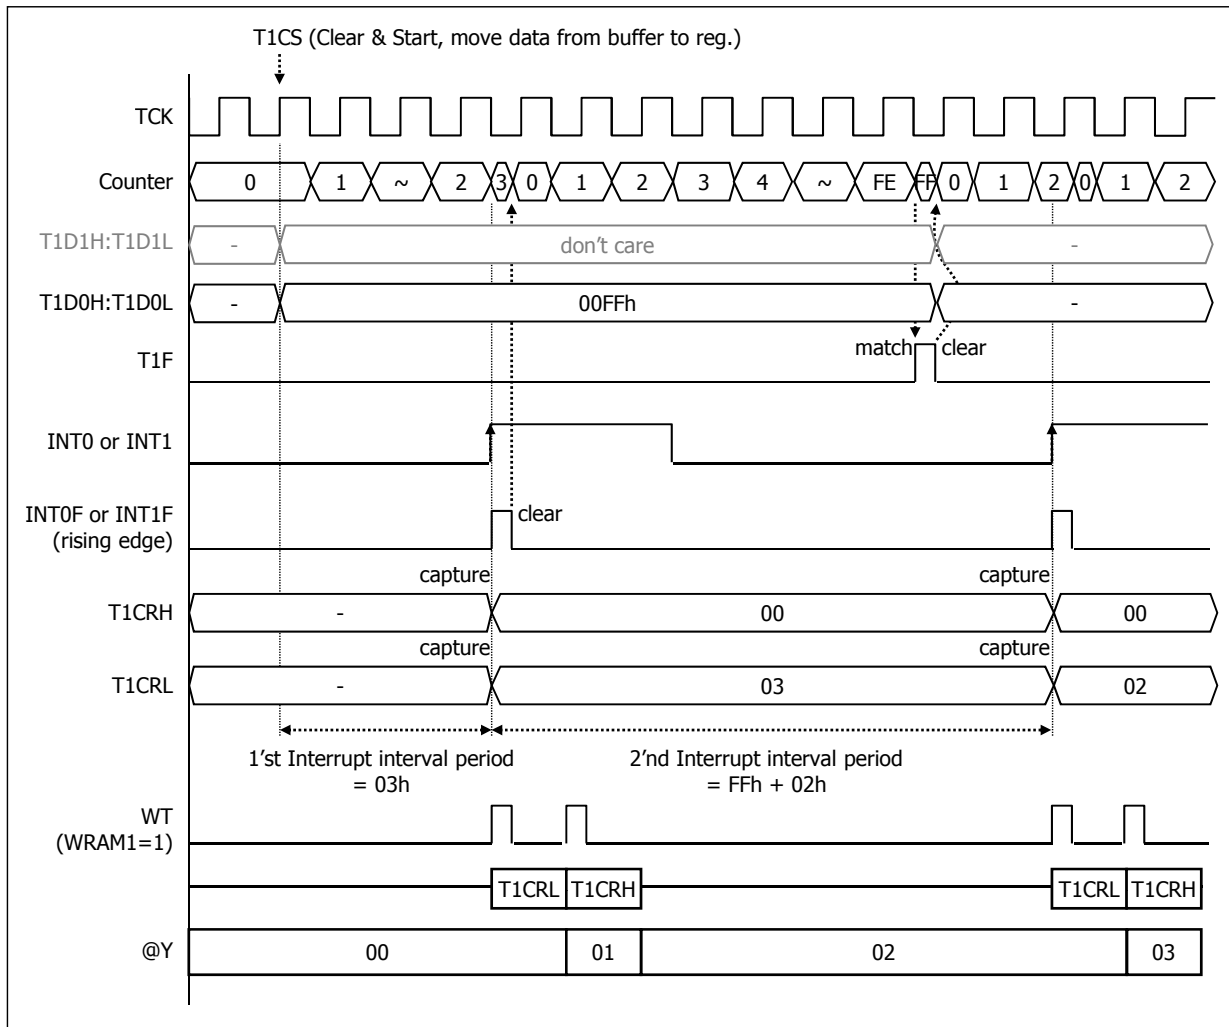 T1CS (Clear & Start, move data from buffer to reg.)
TCK
Counter 0 1 ~ 2 3 0 1 2 3 4 ~ FE FF 0 1 2 0 1 2
T1D1H:T1D1L - don't care -
T1D0H:T1D0L - 00FFh -
match clear
T1F
INT0 or INT1
INT0F or INT1F clear
(rising edge)
capture capture
T1CRH - 00 00
capture capture
T1CRL - 03 02
1'st Interrupt interval period 2'nd Interrupt interval period
= 03h = FFh + 02h
WT
(WRAM1=1)
T1CRL T1CRH T1CRL T1CRH
@Y 00 01 02 03